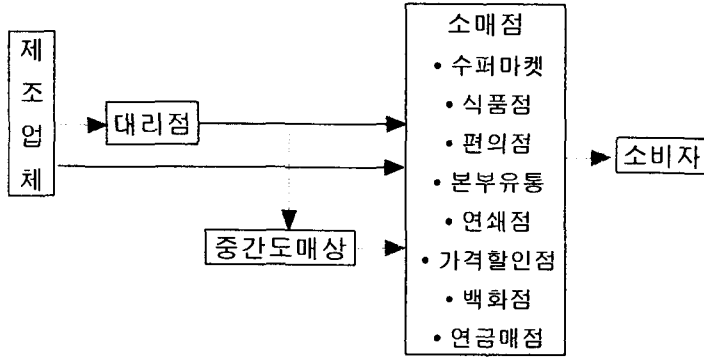 제조업체
대리점
중간도매상
소매점
• 수퍼마켓
• 식품점
• 편의점
• 본부유통
• 연쇄점
• 가격할인점
• 백화점
• 연금매점
소비자